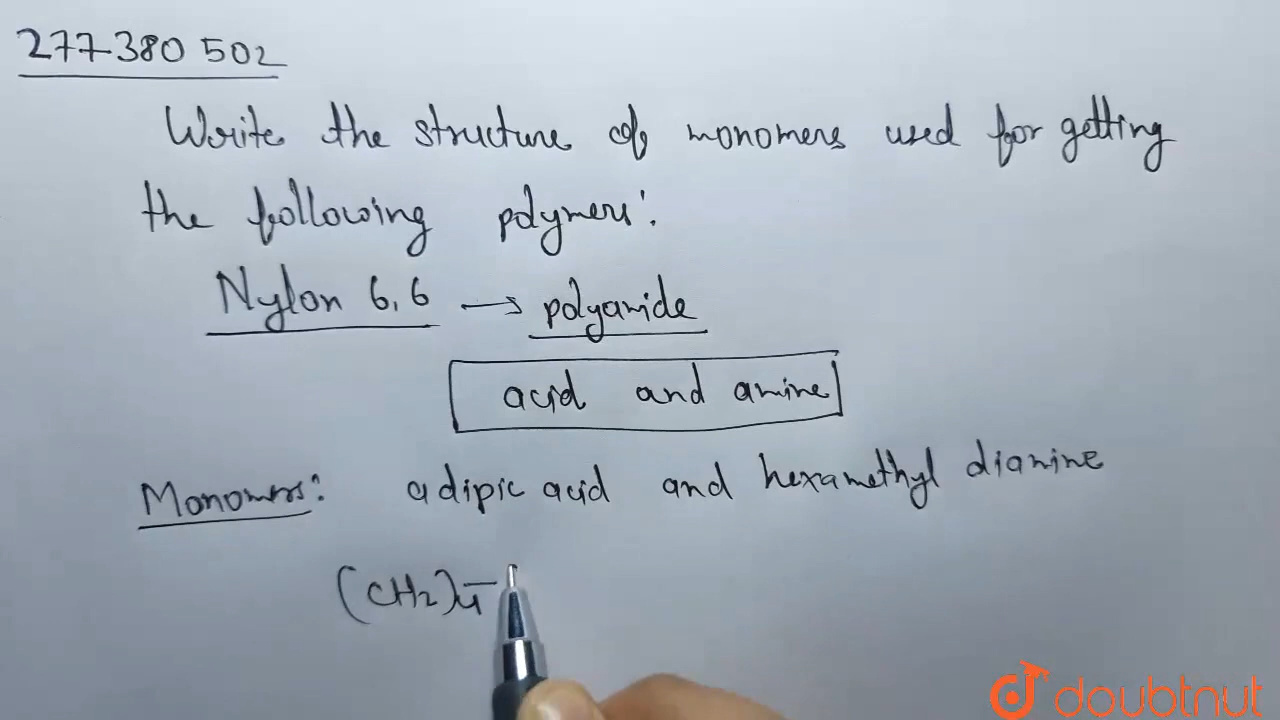 277380502
Write the structure of monomers used for getting
the following polymers:
Nylon 6,6 → polyamide
acid and amine
Monomers: adipic acid and hexamethyl diamine
(CH2)4-
doubtnut